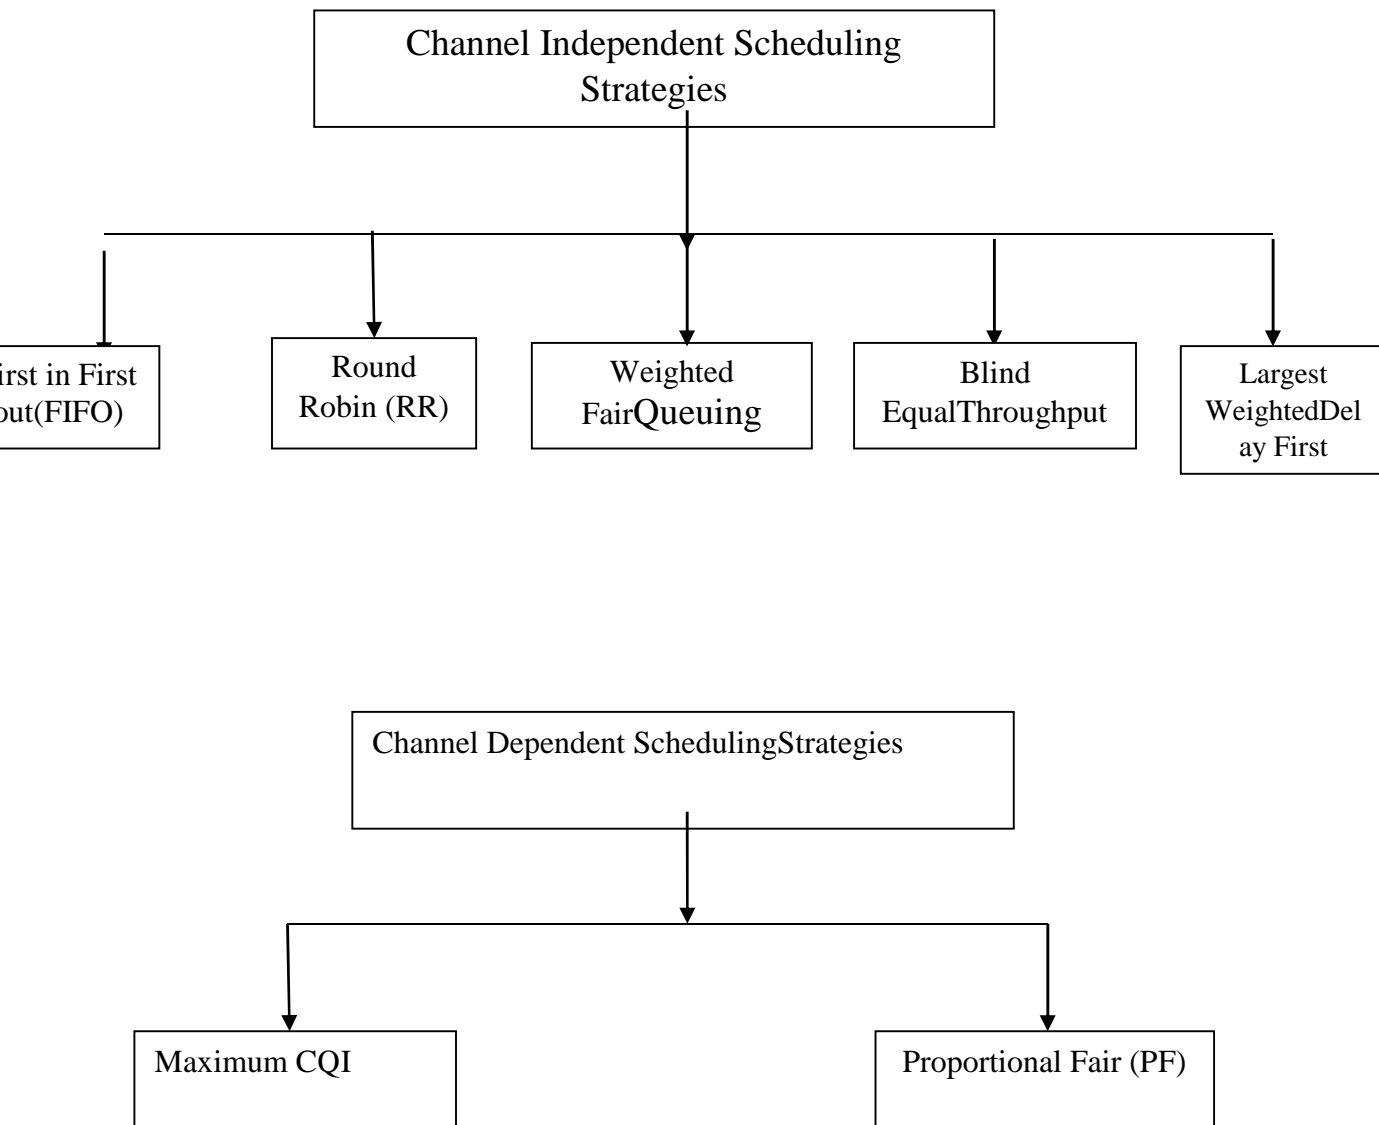 Channel Independent Scheduling
Strategies
irst in First
out(FIFO)
Round
Robin (RR)
Weighted
FairQueuing
Blind
EqualThroughput
Largest
WeightedDel
ay First
Channel Dependent SchedulingStrategies
Maximum CQI
Proportional Fair (PF)